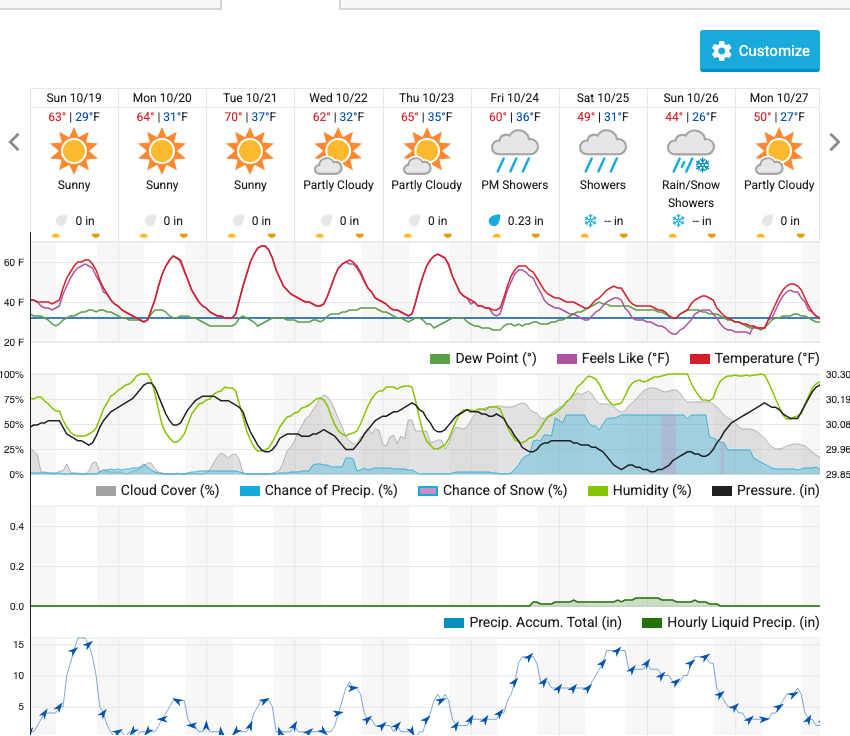 Customize
Sun 10/19 Mon 10/20 Tue 10/21 Wed 10/22 Thu 10/23 Fri 10/24 Sat 10/25 Sun 10/26 Mon 10/27
63° | 29°F 64° | 31°F 70° | 37°F 62° | 32°F 65° | 35°F 60° | 36°F 49° | 31°F 44° | 26°F 50° | 27°F
Sunny Sunny Sunny Partly Cloudy Partly Cloudy PM Showers Showers Rain/Snow Partly Cloudy
Showers
0 in 0 in 0 in 0 in 0 in 0.23 in -- in -- in 0 in
60 F
40 F
20 F
Dew Point (°) Feels Like (°F) Temperature (°F)
100% 30.30
75% 30.19
50% 30.08
25% 29.96
0% 29.85
Cloud Cover (%) Chance of Precip. (%) Chance of Snow (%) Humidity (%) Pressure. (in)
0.4
0.2
0.0
Precip. Accum. Total (in) Hourly Liquid Precip. (in)
15
10
5